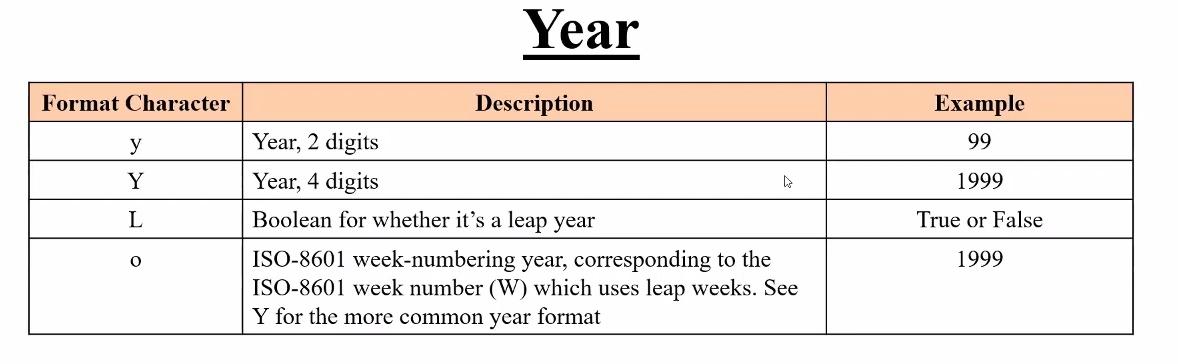 Year
Format Character Description Example
y Year, 2 digits 99
Y Year, 4 digits 1999
L Boolean for whether it’s a leap year True or False
o ISO-8601 week-numbering year, corresponding to the 1999
ISO-8601 week number (W) which uses leap weeks. See
Y for the more common year format